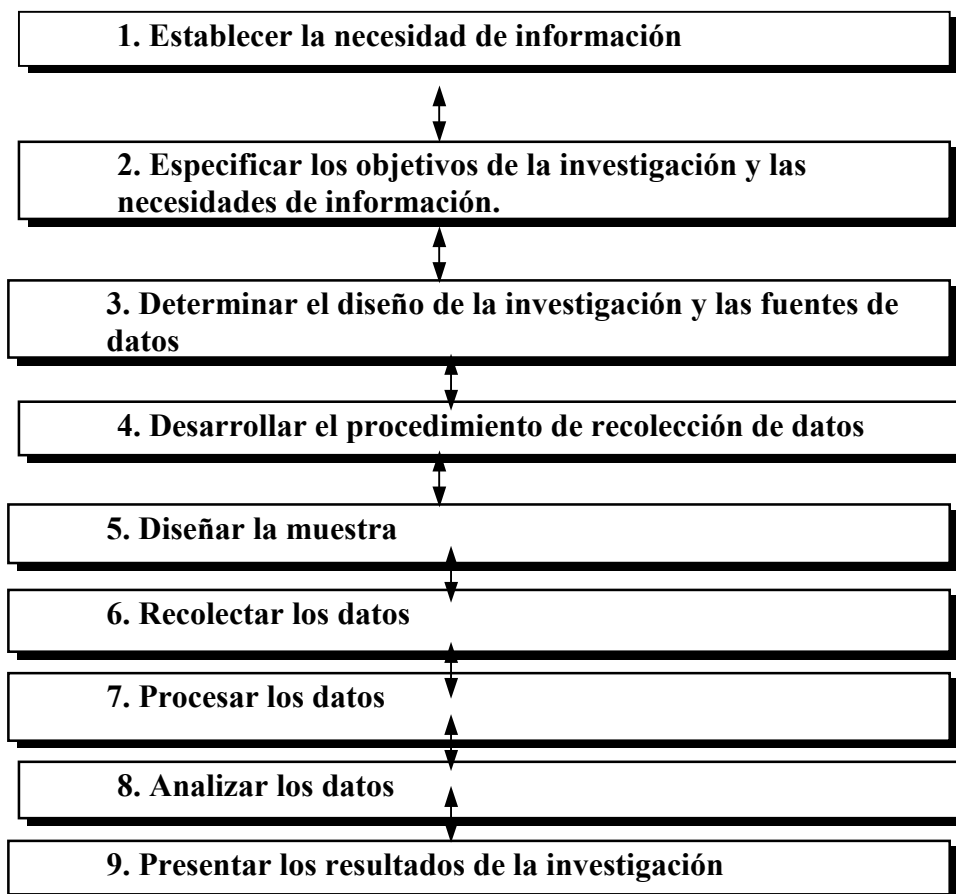 1. Establecer la necesidad de información
2. Especificar los objetivos de la investigación y las
necesidades de información.
3. Determinar el diseño de la investigación y las fuentes de
datos
4. Desarrollar el procedimiento de recolección de datos
5. Diseñar la muestra
6. Recolectar los datos
7. Procesar los datos
8. Analizar los datos
9. Presentar los resultados de la investigación